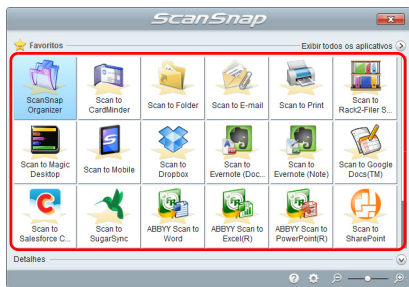 ScanSnap
Favoritos
Exibir todos os aplicativos
ScanSnap Organizer
Scan to CardMinder
Scan to Folder
Scan to E-mail
Scan to Print
Scan to Rack2-Filer S...
Scan to Magic Desktop
Scan to Mobile
Scan to Dropbox
Scan to Evernote (Doc...
Scan to Evernote (Note)
Scan to Google Docs(TM)
Scan to Salesforce C...
Scan to SugarSync
ABBYY Scan to Word
ABBYY Scan to Excel(R)
ABBYY Scan to PowerPoint(R)
Scan to SharePoint
Detalhes